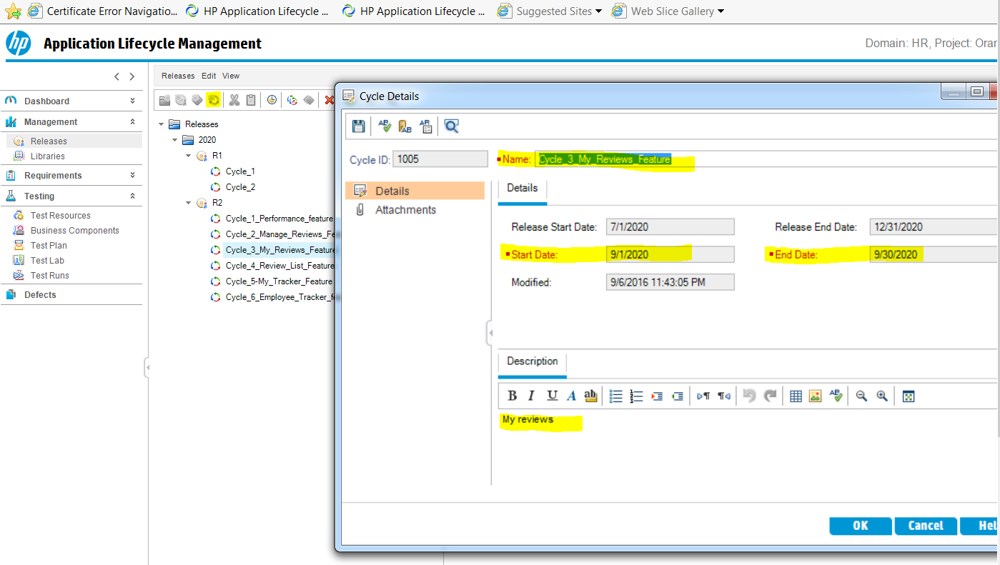 Certificate Error Navigatio... HP Application Lifecycle ... HP Application Lifecycle ... Suggested Sites Web Slice Gallery
hp Application Lifecycle Management
Domain: HR, Project: Oran
Dashboard
Management
Releases
Libraries
Requirements
Testing
Test Resources
Business Components
Test Plan
Test Lab
Test Runs
Defects
Releases Edit View
Releases
2020
R1
Cycle_1
Cycle_2
R2
Cycle_1_Performance_feature
Cycle_2_Manage_Reviews_Fe
Cycle_3_My_Reviews_Feature
Cycle_4_Review_List_Feature
Cycle_5-My_Tracker_Feature
Cycle_6_Employee_Tracker_fe
Cycle Details
Cycle ID: 1005 Name: Cycle_3_My_Reviews_Feature
Details
Attachments
Details
Release Start Date: 7/1/2020 Release End Date: 12/31/2020
Start Date: 9/1/2020 End Date: 9/30/2020
Modified: 9/6/2016 11:43:05 PM
Description
B I U A ab
My reviews
OK Cancel Hel